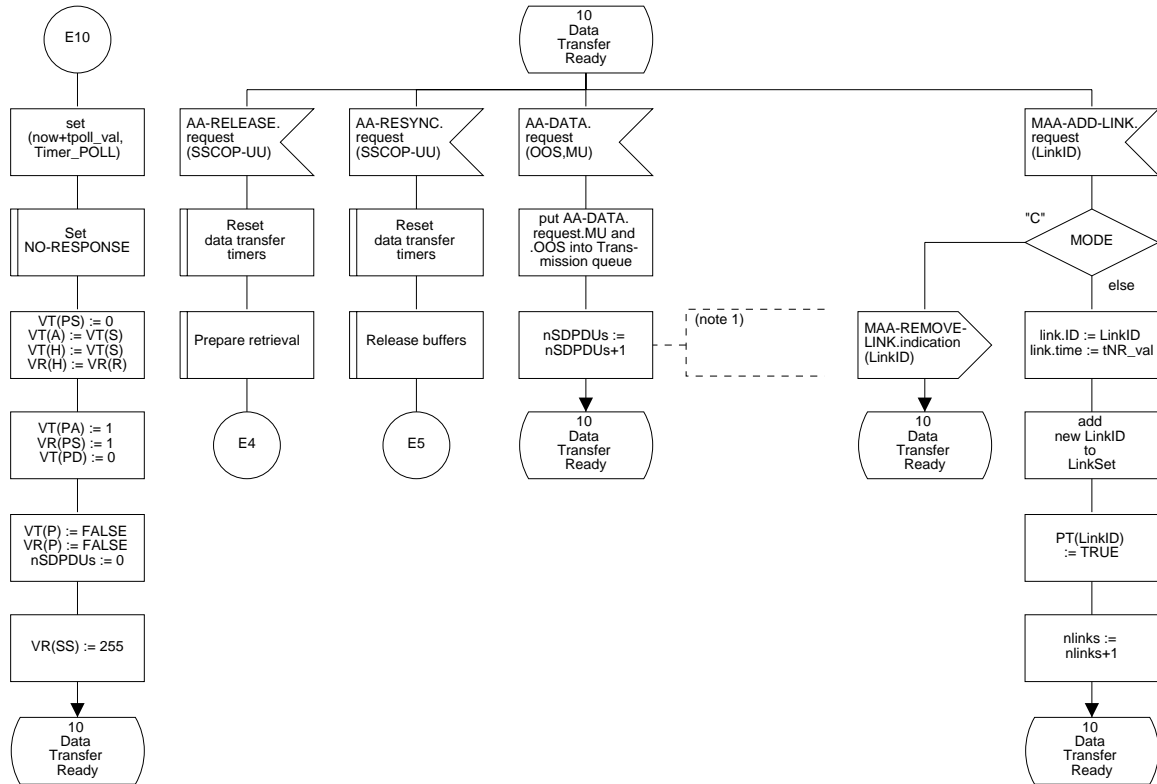 E10
set
(now+tpoll_val,
Timer_POLL)
Set
NO-RESPONSE
VT(PS) := 0
VT(A) := VT(S)
VT(H) := VT(S)
VR(H) := VR(R)
VT(PA) := 1
VR(PS) := 1
VT(PD) := 0
VT(P) := FALSE
VR(P) := FALSE
nSDPDUs := 0
VR(SS) := 255
10
Data
Transfer
Ready
10
Data
Transfer
Ready
AA-RELEASE.
request
(SSCOP-UU)
Reset
data transfer
timers
Prepare retrieval
E4
AA-RESYNC.
request
(SSCOP-UU)
Reset
data transfer
timers
Release buffers
E5
AA-DATA.
request
(OOS,MU)
put AA-DATA.
request.MU and
.OOS into Trans-
mission queue
nSDPDUs :=
nSDPDUs+1
(note 1)
10
Data
Transfer
Ready
MAA-ADD-LINK.
request
(LinkID)
MODE
"C"
else
MAA-REMOVE-
LINK.indication
(LinkID)
10
Data
Transfer
Ready
link.ID := LinkID
link.time := tNR_val
add
new LinkID
to
LinkSet
PT(LinkID)
:= TRUE
nlinks :=
nlinks+1
10
Data
Transfer
Ready